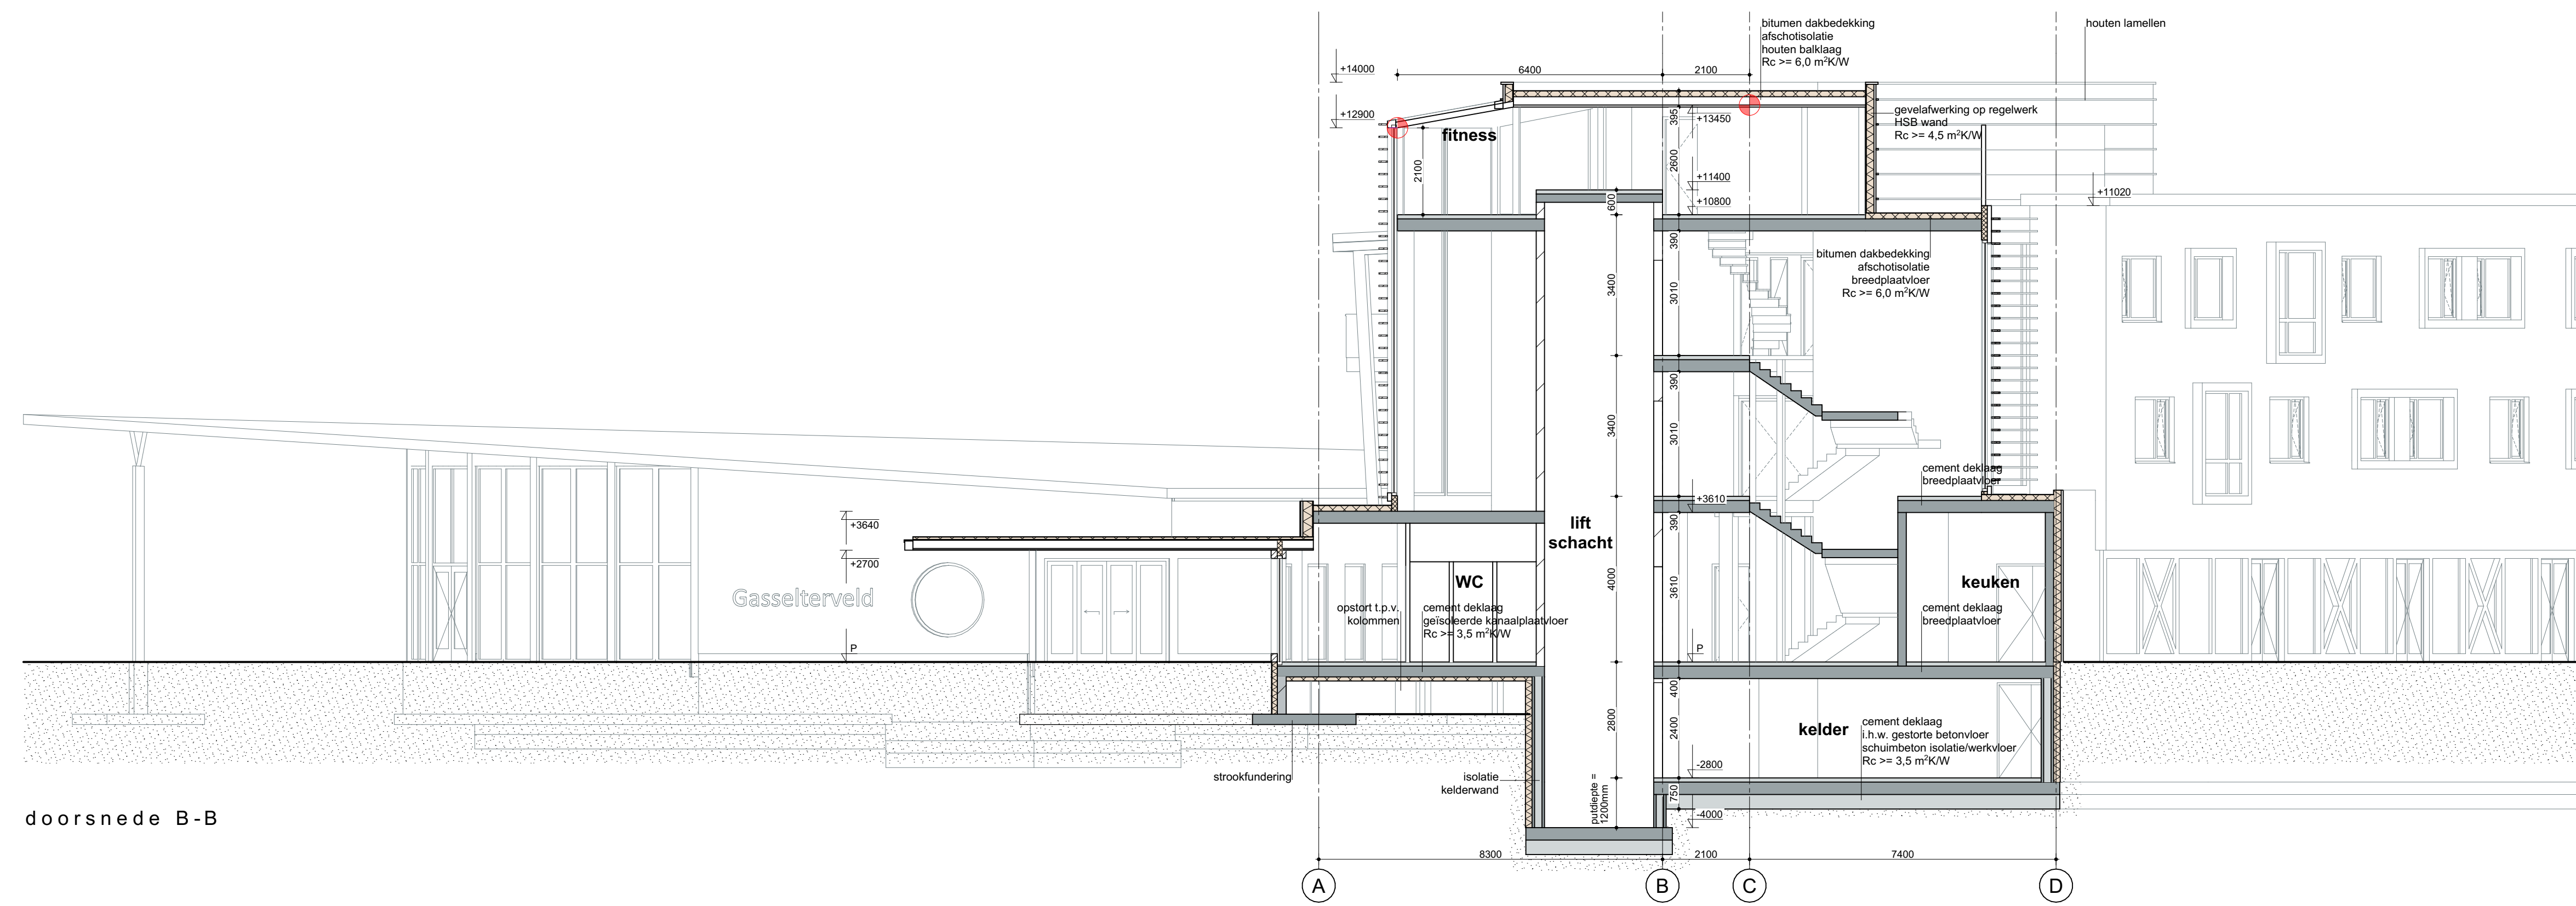 bitumen dakbedekking
afschotisolatie
houten balklaag
Rc >= 6,0 m²K/W
houten lamellen
+14000
6400
2100
+12900
395
+13450
gevelafwerking op regelwerk
HSB wand
Rc >= 4,5 m²K/W
fitness
2100
2600
+11400
600
+10800
+11020
390
bitumen dakbedekking
afschotisolatie
breedplaatvloer
Rc >= 6,0 m²K/W
3400
3010
390
3400
3010
cement deklaag
breedplaatvloer
+3610
+3640
390
lift
schacht
+2700
WC
keuken
4000
3610
Gasselterveld
opstort t.p.v.
kolommen
cement deklaag
geïsoleerde kanaalplaatvloer
Rc >= 3,5 m²K/W
cement deklaag
breedplaatvloer
P
P
400
2800
2400
kelder
cement deklaag
i.h.w. gestorte betonvloer
schuimbeton isolatie/werkvloer
Rc >= 3,5 m²K/W
-2800
strookfundering
isolatie
kelderwand
putdiepte =
1200mm
750
-4000
doorsnede B-B
8300
2100
7400
A
B
C
D